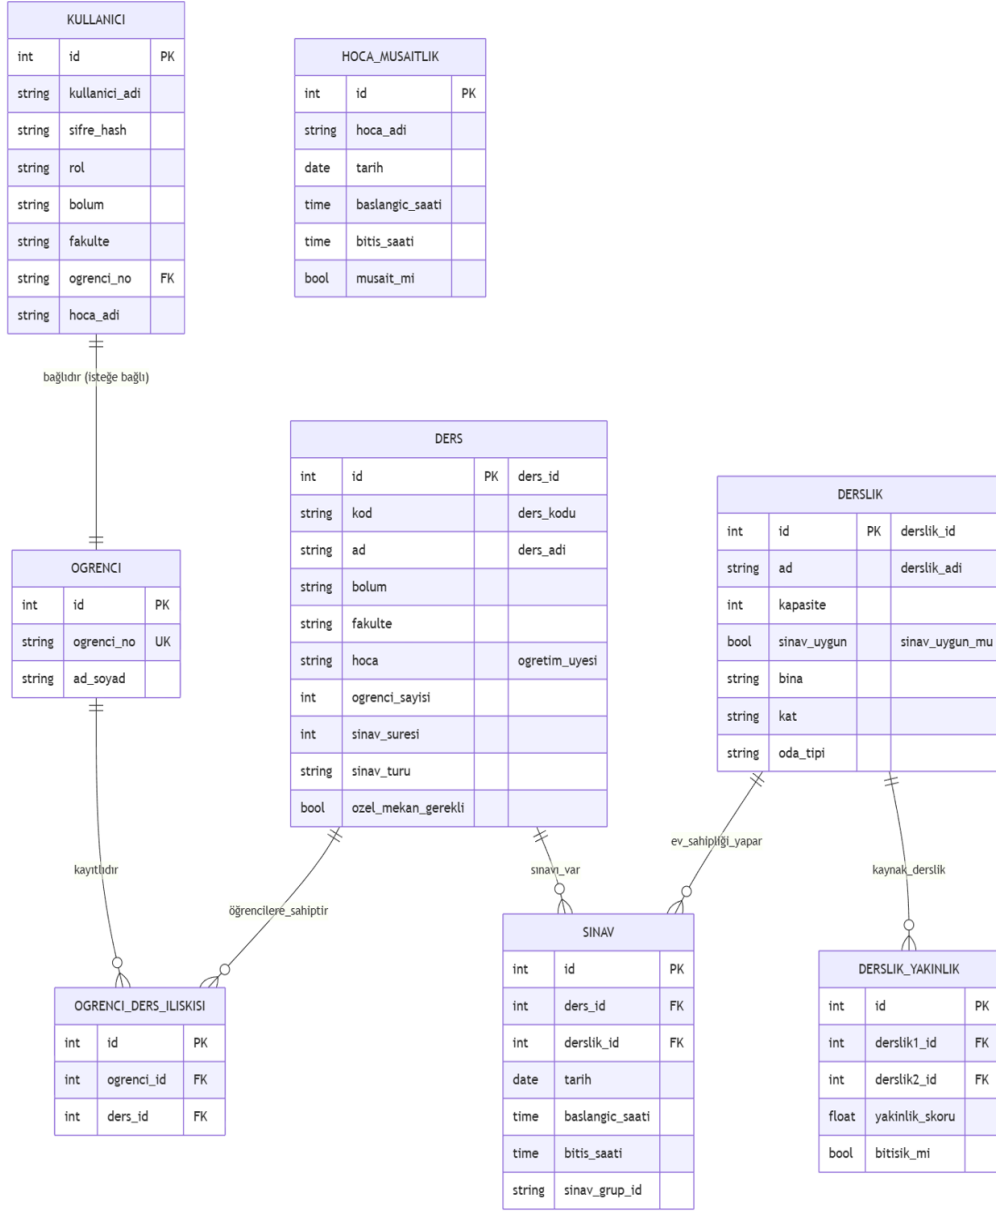 KULLANICI
int id PK
string kullanici_adi
string sifre_hash
string rol
string bolum
string fakulte
string ogrenci_no FK
string hoca_adi
HOCA_MUSAITLIK
int id PK
string hoca_adi
date tarih
time baslangic_saati
time bitis_saati
bool musait_mi
bağlıdır (isteğe bağlı)
DERS
int id PK ders_id
string kod ders_kodu
string ad ders_adi
string bolum
string fakulte
string hoca ogretim_uyesi
int ogrenci_sayisi
int sinav_suresi
string sinav_turu
bool ozel_mekan_gerekli
DERSLIK
int id PK derslik_id
string ad derslik_adi
int kapasite
bool sinav_uygun sinav_uygun_mu
string bina
string kat
string oda_tipi
OGRENCI
int id PK
string ogrenci_no UK
string ad_soyad
kayıtlıdır
öğrencilere_sahiptir
sınavı_var
ev_sahipliği_yapar
kaynak_derslik
OGRENCI_DERS_ILISKISI
int id PK
int ogrenci_id FK
int ders_id FK
SINAV
int id PK
int ders_id FK
int derslik_id FK
date tarih
time baslangic_saati
time bitis_saati
string sinav_grup_id
DERSLIK_YAKINLIK
int id PK
int derslik1_id FK
int derslik2_id FK
float yakinlik_skoru
bool bitisik_mi